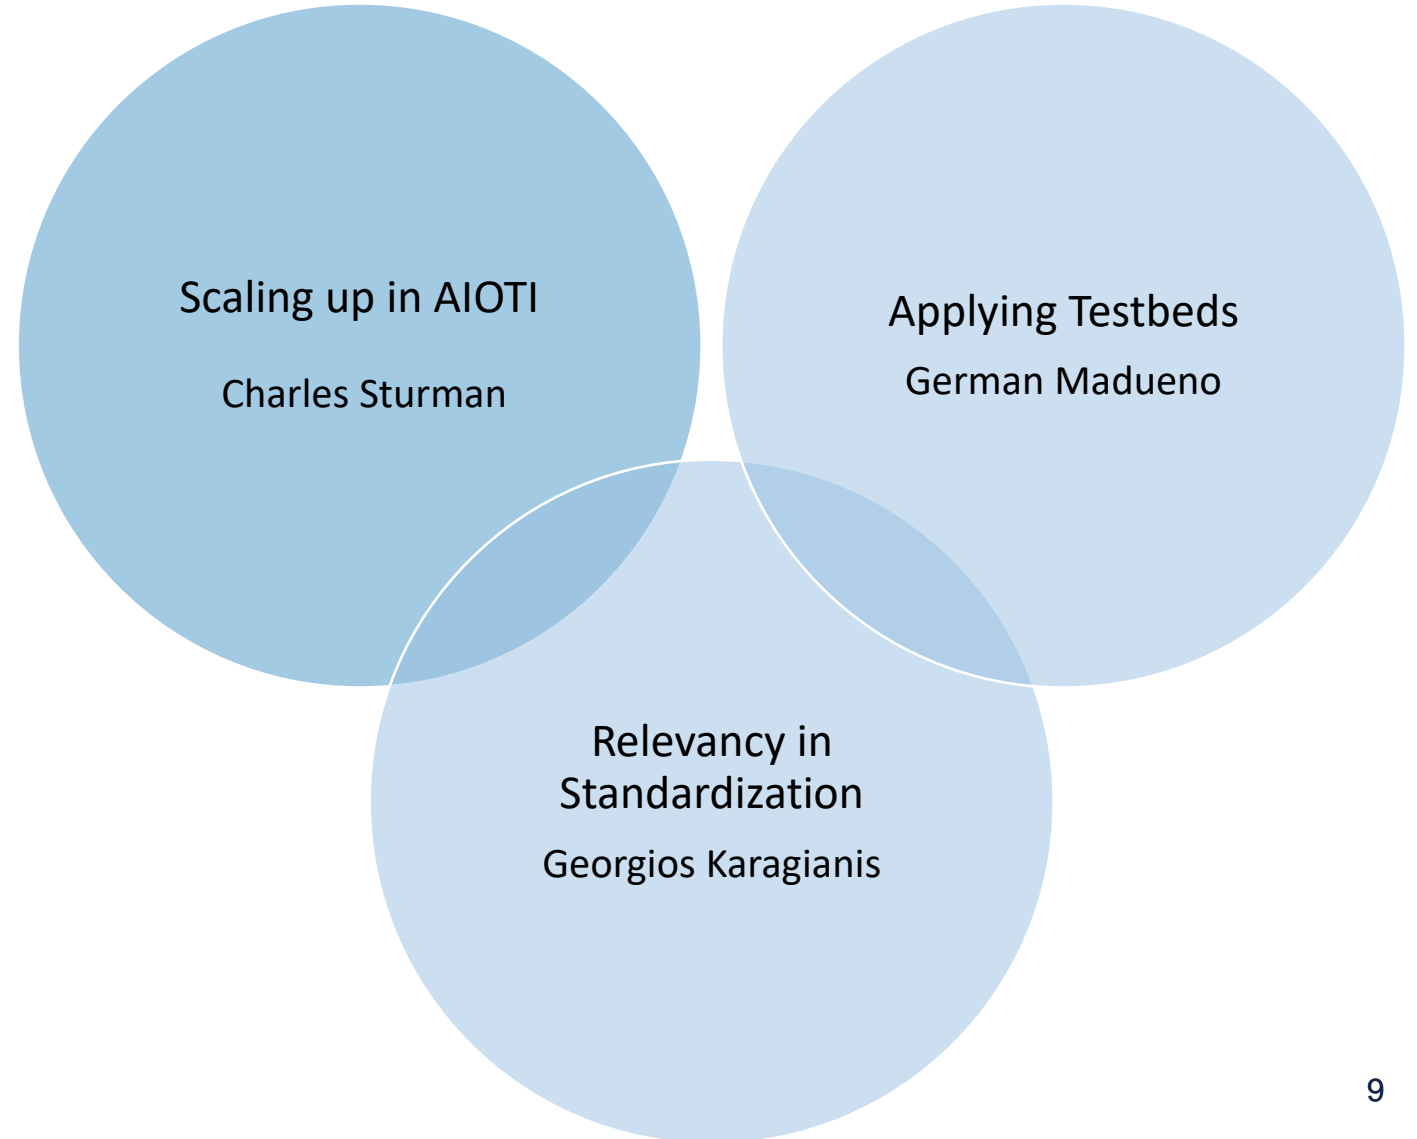 Scaling up in AIOTI
Charles Sturman
Applying Testbeds
German Madueno
Relevancy in
Standardization
Georgios Karagianis
9